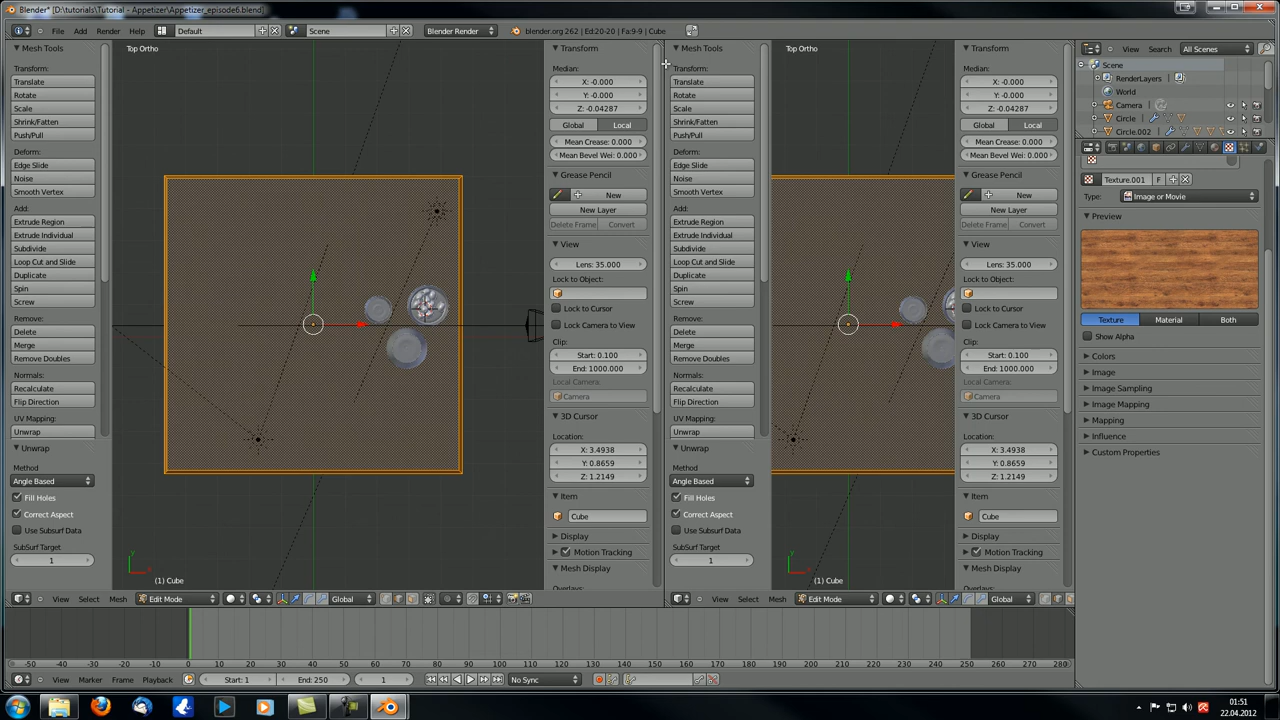 Blender* [D:\tutorials\Tutorial - Appetizer\Appetizer_episode6.blend]
File Add Render Help Default Scene Blender Render blender.org 262 | Ed:20-20 | Fa:9-9 | Cube
Mesh Tools
Transform:
Translate
Rotate
Scale
Shrink/Fatten
Push/Pull
Deform:
Edge Slide
Noise
Smooth Vertex
Add:
Extrude Region
Extrude Individual
Subdivide
Loop Cut and Slide
Duplicate
Spin
Screw
Remove:
Delete
Merge
Remove Doubles
Normals:
Recalculate
Flip Direction
UV Mapping:
Unwrap
Unwrap
Method
Angle Based
Fill Holes
Correct Aspect
Use Subsurf Data
SubSurf Target
1
Top Ortho
(1) Cube
View Select Mesh Edit Mode Global
Transform
Median:
X: -0.000
Y: -0.000
Z: -0.04287
Global Local
Mean Crease: 0.000
Mean Bevel Wei: 0.000
Grease Pencil
New
New Layer
Delete Frame Convert
View
Lens: 35.000
Lock to Object:
Lock to Cursor
Lock Camera to View
Clip:
Start: 0.100
End: 1000.000
Local Camera:
Camera
3D Cursor
Location:
X: 3.4938
Y: 0.8659
Z: 1.2149
Item
Cube
Display
Motion Tracking
Mesh Display
Overlays:
Mesh Tools
Transform:
Translate
Rotate
Scale
Shrink/Fatten
Push/Pull
Deform:
Edge Slide
Noise
Smooth Vertex
Add:
Extrude Region
Extrude Individual
Subdivide
Loop Cut and Slide
Duplicate
Spin
Screw
Remove:
Delete
Merge
Remove Doubles
Normals:
Recalculate
Flip Direction
UV Mapping:
Unwrap
Unwrap
Method
Angle Based
Fill Holes
Correct Aspect
Use Subsurf Data
SubSurf Target
1
Top Ortho
(1) Cube
View Select Mesh Edit Mode Global
Transform
Median:
X: -0.000
Y: -0.000
Z: -0.04287
Global Local
Mean Crease: 0.000
Mean Bevel Wei: 0.000
Grease Pencil
New
New Layer
Delete Frame Convert
View
Lens: 35.000
Lock to Object:
Lock to Cursor
Lock Camera to View
Clip:
Start: 0.100
End: 1000.000
Local Camera:
Camera
3D Cursor
Location:
X: 3.4938
Y: 0.8659
Z: 1.2149
Item
Cube
Display
Motion Tracking
Mesh Display
View Search All Scenes
Scene
RenderLayers
World
Camera
Circle
Circle.002
Texture.001 F
Type: Image or Movie
Preview
Texture Material Both
Show Alpha
Colors
Image
Image Sampling
Image Mapping
Mapping
Influence
Custom Properties
-50 -40 -30 -20 -10 0 10 20 30 40 50 60 70 80 90 100 110 120 130 140 150 160 170 180 190 200 210 220 230 240 250 260 270 280
View Marker Frame Playback Start: 1 End: 250 1 No Sync
01:51
22.04.2012